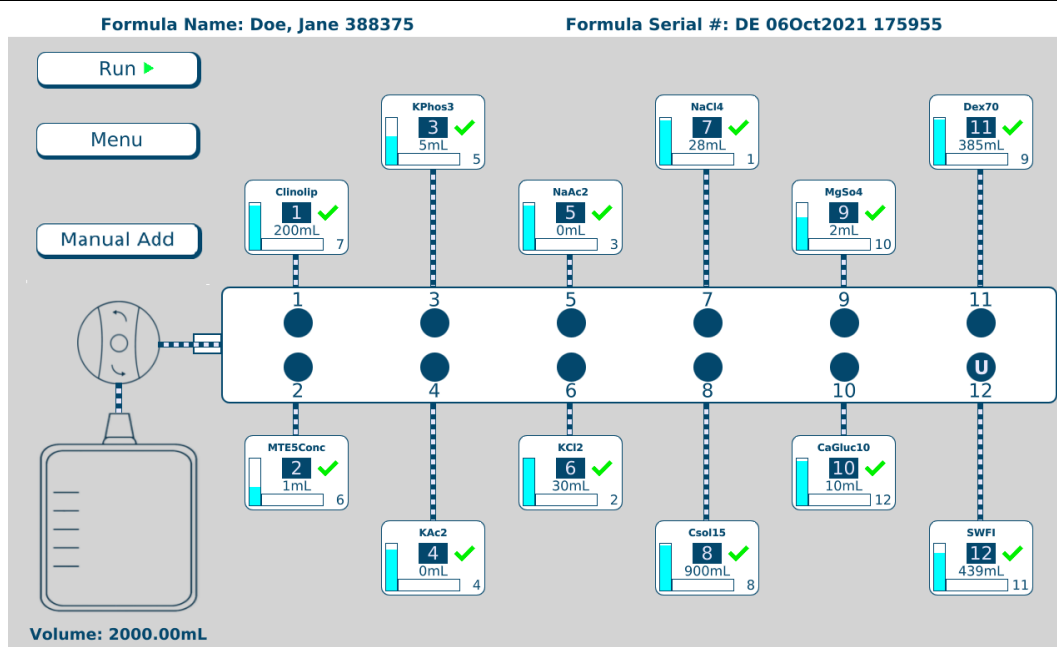 Formula Name: Doe, Jane 388375
Formula Serial #: DE 06Oct2021 175955
Run
Menu
Manual Add
KPhos3
3
5mL
5
NaCl4
7
28mL
1
Dex70
11
385mL
9
Clinolip
1
200mL
7
NaAc2
5
0mL
3
MgSo4
9
2mL
10
1 3 5 7 9 11
U
2 4 6 8 10 12
MTE5Conc
2
1mL
6
KCl2
6
30mL
2
CaGluc10
10
10mL
12
KAc2
4
0mL
4
Csol15
8
900mL
8
SWFI
12
439mL
11
Volume: 2000.00mL